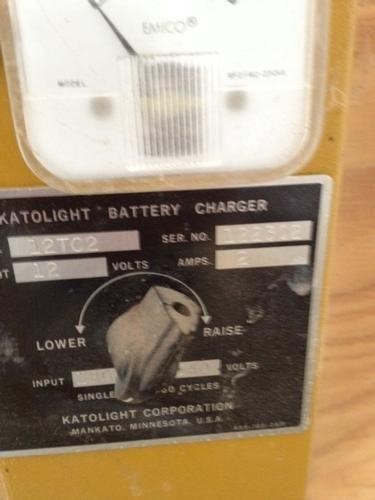 EMICO®
MODEL
KATOLIGHT BATTERY CHARGER
12TC2 SER. NO.
12 VOLTS AMPS. 2
LOWER RAISE
INPUT VOLTS
SINGLE CYCLES
KATOLIGHT CORPORATION
MANKATO, MINNESOTA, U.S.A.